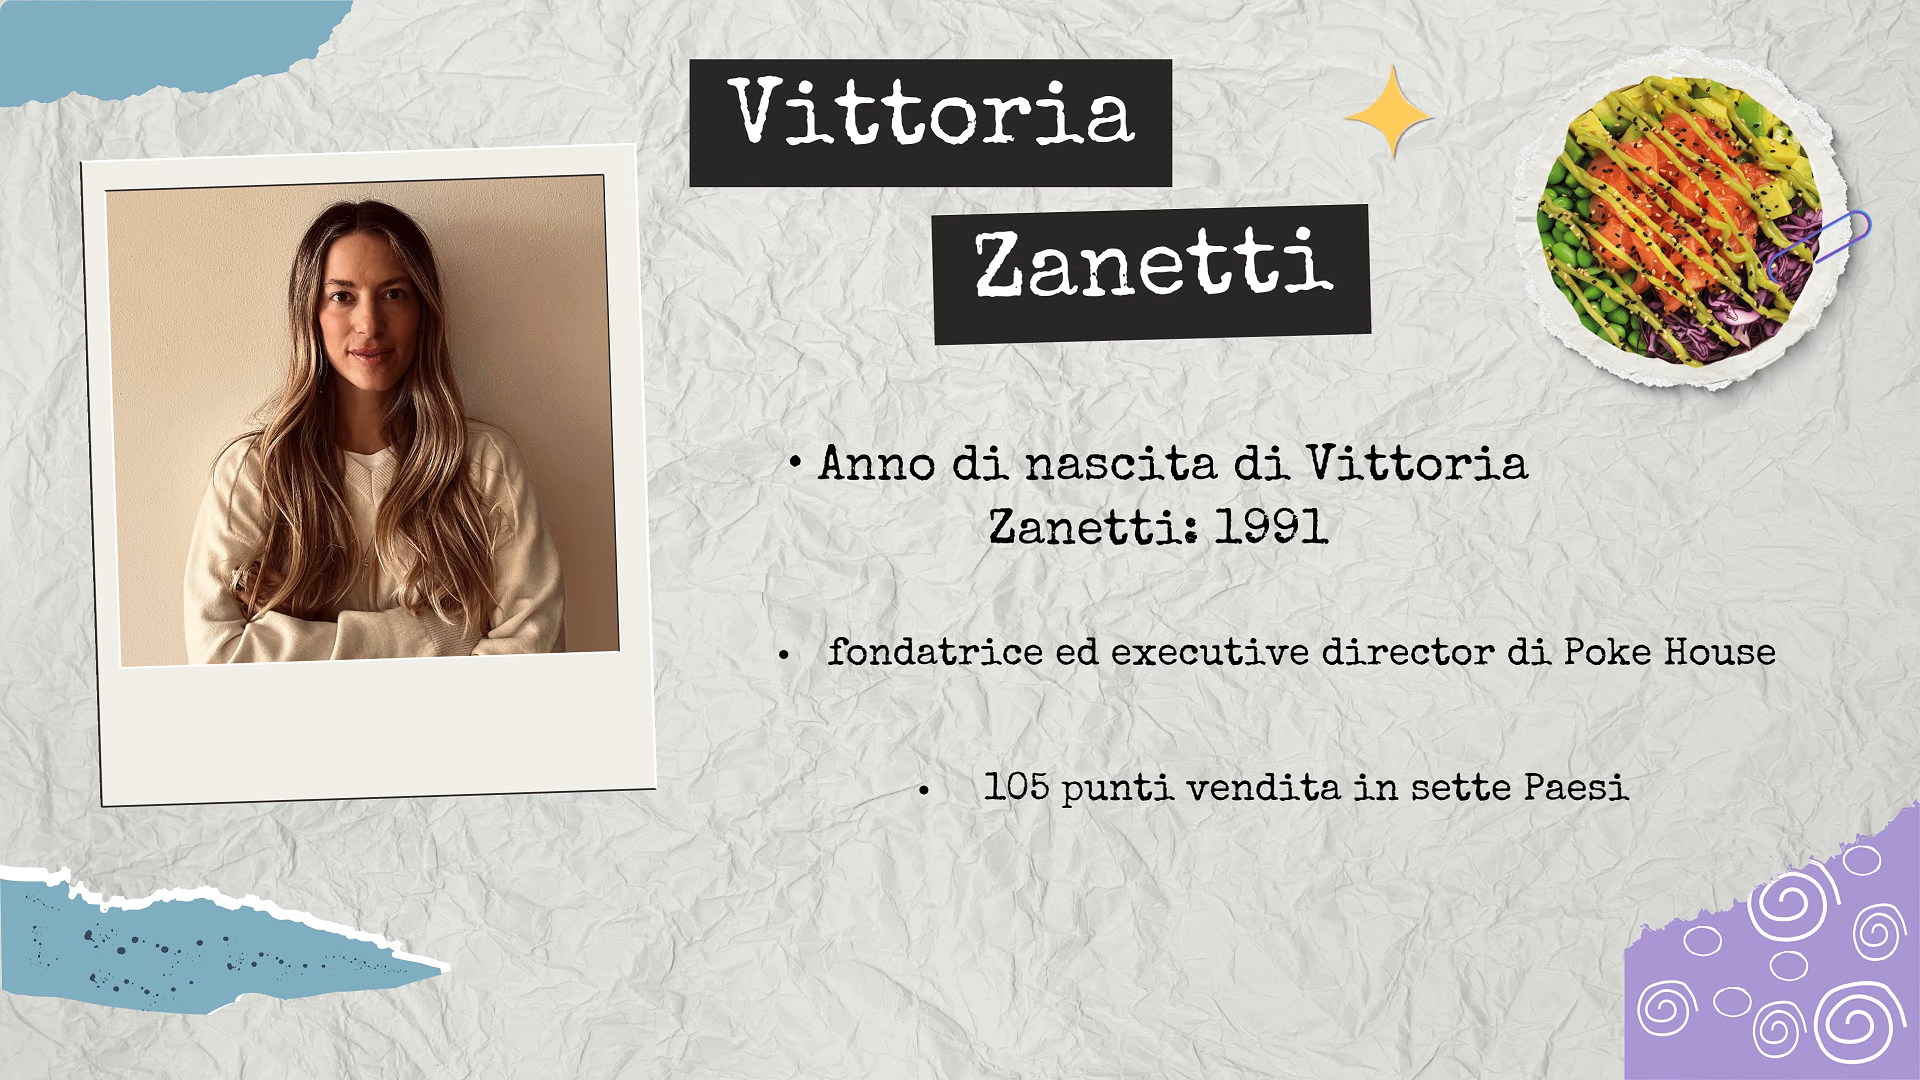 Vittoria
Zanetti
• Anno di nascita di Vittoria
Zanetti: 1991
• fondatrice ed executive director di Poke House
• 105 punti vendita in sette Paesi